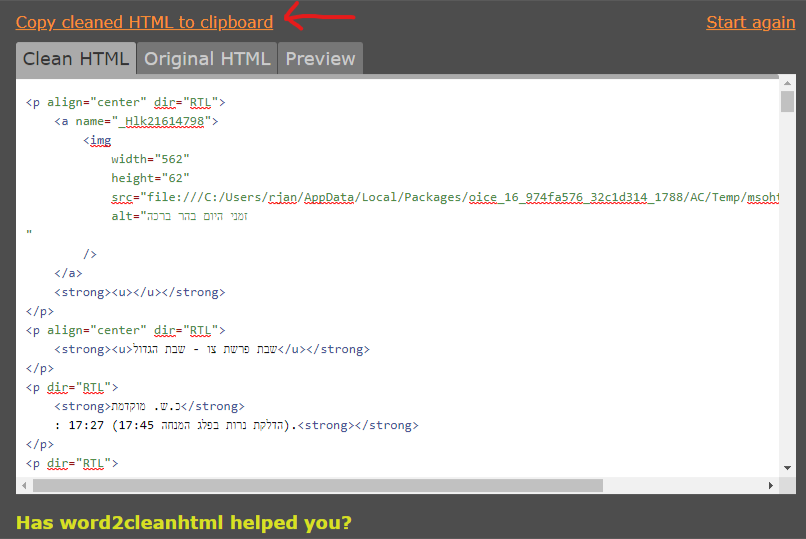 Copy cleaned HTML to clipboard
Start again
Clean HTML
Original HTML
Preview
<p align="center" dir="RTL">
<a name="_Hlk21614798">
<img
width="562"
height="62"
src="file:///C:/Users/rjan/AppData/Local/Packages/oice_16_974fa576_32c1d314_1788/AC/Temp/msoht
alt="זמני היום בהר ברכה
"
/>
</a>
<strong><u></u></strong>
</p>
<p align="center" dir="RTL">
<strong><u>שבת פרשת צו - שבת הגדול</u></strong>
</p>
<p dir="RTL">
<strong>כ.ש. מוקדמת</strong>
: 17:27 (הדלקת נרות בפלג המנחה 17:45).<strong></strong>
</p>
<p dir="RTL">
Has word2cleanhtml helped you?